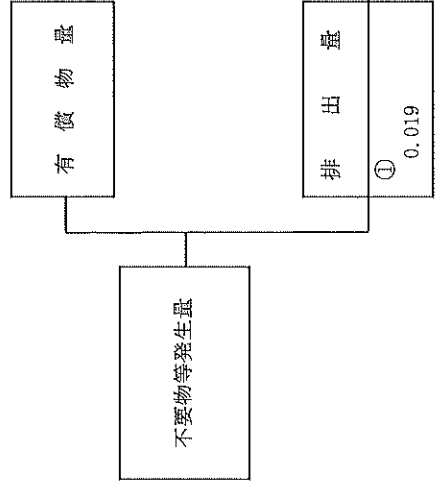 有償物量
不要物等発生量
排出量
①
0.019